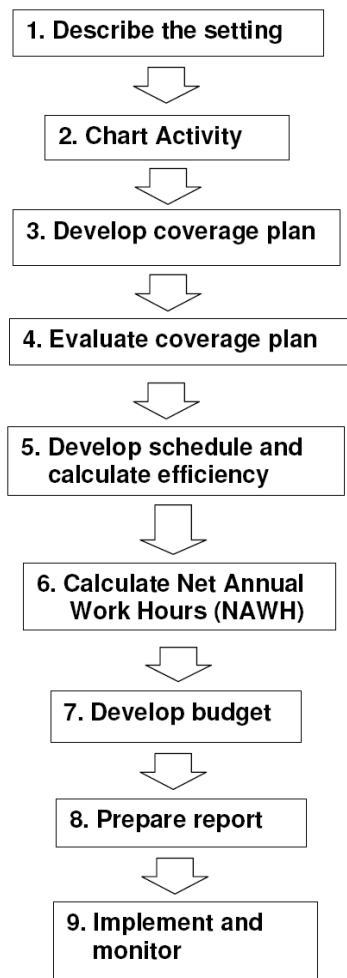 1. Describe the setting
2. Chart Activity
3. Develop coverage plan
4. Evaluate coverage plan
5. Develop schedule and
calculate efficiency
6. Calculate Net Annual
Work Hours (NAWH)
7. Develop budget
8. Prepare report
9. Implement and
monitor